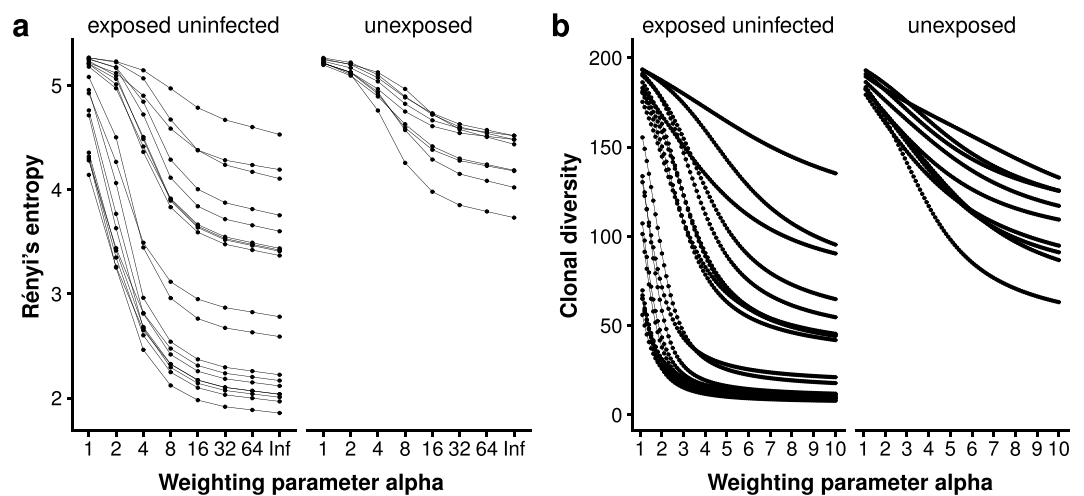 a
exposed uninfected
unexposed
Rényi's entropy
5
4
3
2
1 2 4 8 16 32 64 Inf
1 2 4 8 16 32 64 Inf
Weighting parameter alpha
b
exposed uninfected
unexposed
Clonal diversity
200
150
100
50
0
1 2 3 4 5 6 7 8 9 10
1 2 3 4 5 6 7 8 9 10
Weighting parameter alpha